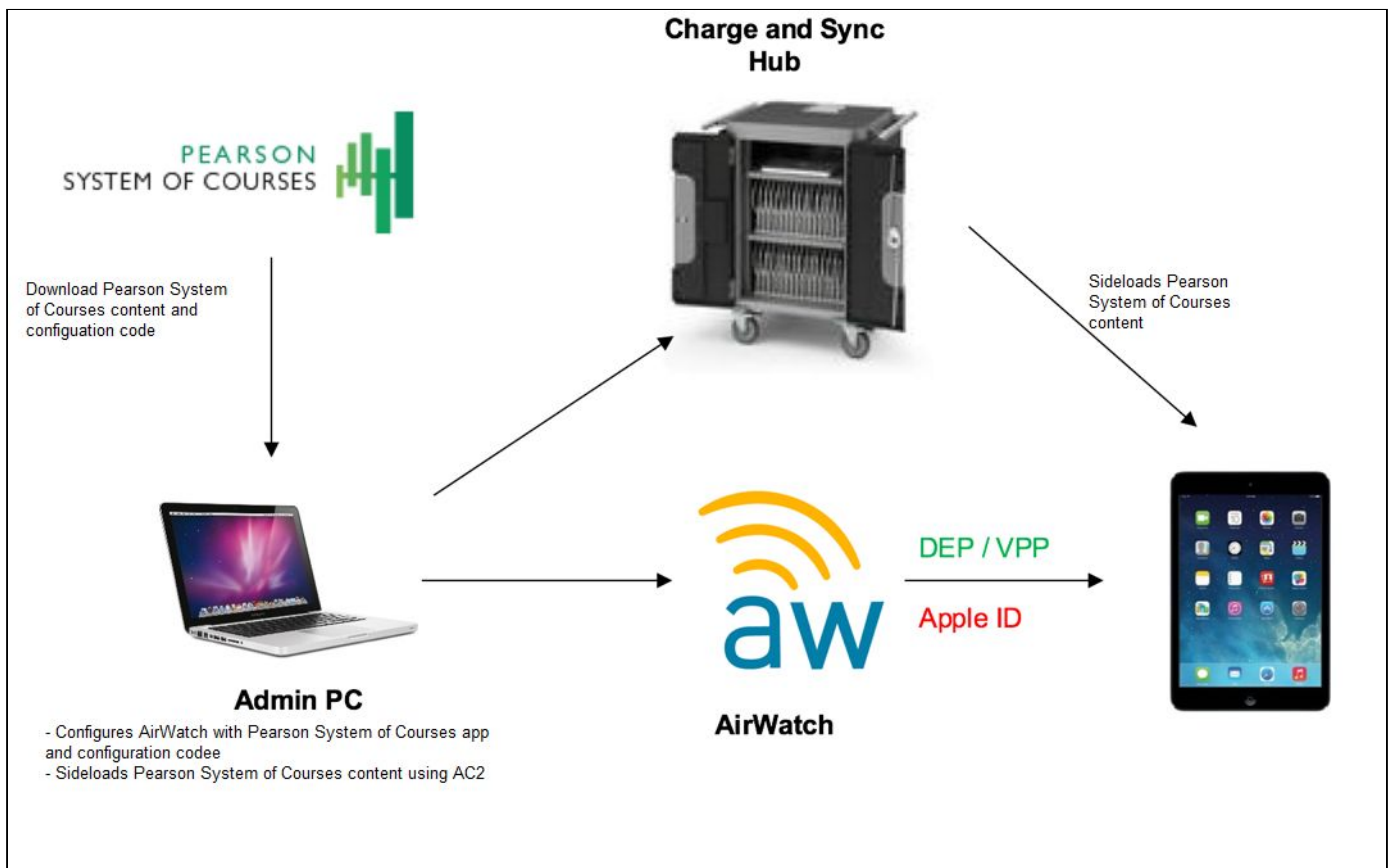 Charge and Sync
Hub
PEARSON
SYSTEM OF COURSES
Download Pearson System
of Courses content and
configuation code
Sideloads Pearson
System of Courses
content
DEP / VPP
Apple ID
aw
Admin PC
- Configures AirWatch with Pearson System of Courses app
and configuration codee
- Sideloads Pearson System of Courses content using AC2
AirWatch